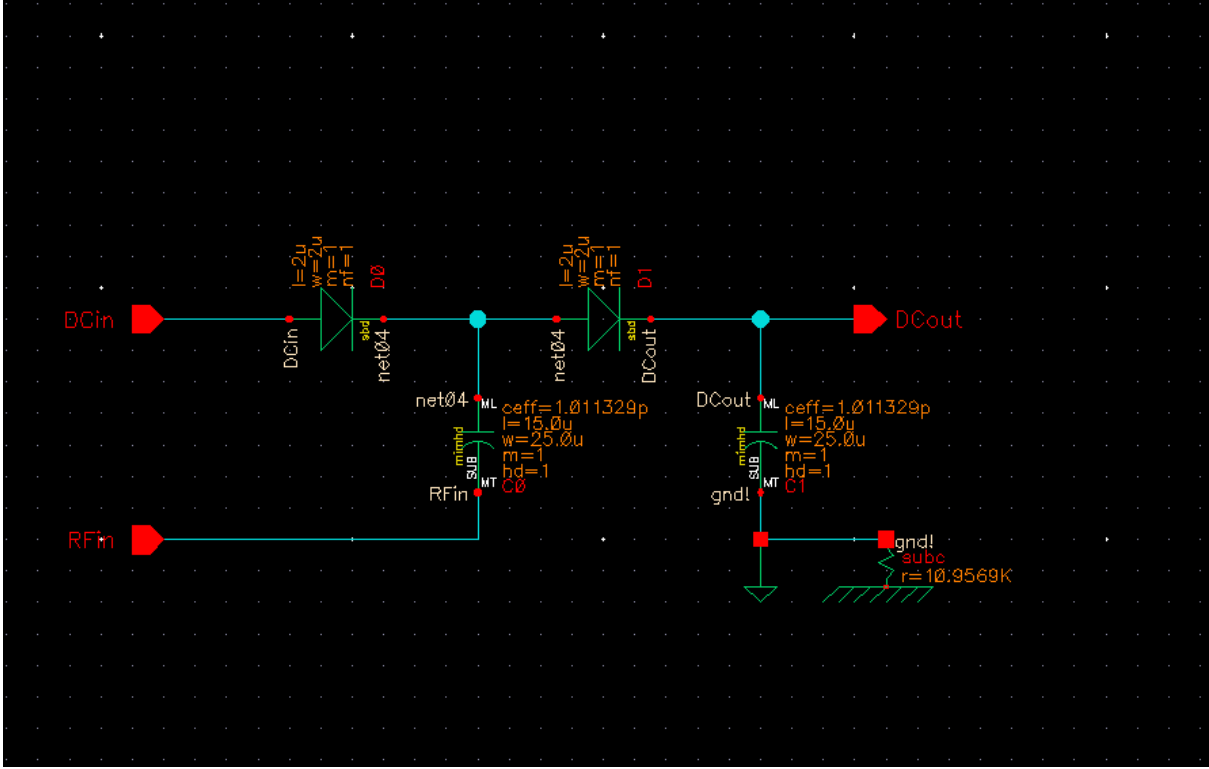 l=2u
w=2u
m=1
nf=1
D0
l=2u
w=2u
m=1
nf=1
D1
DCin
DCin
sbd
net04
net04
sbd
DCout
DCout
net04
ML
ceff=1.011329p
l=15.0u
w=25.0u
m=1
hd=1
mimhd
SUB
MT
C0
RFin
DCout
ML
ceff=1.011329p
l=15.0u
w=25.0u
m=1
hd=1
mimhd
SUB
MT
C1
gnd!
RFin
gnd!
subc
r=10.9569K